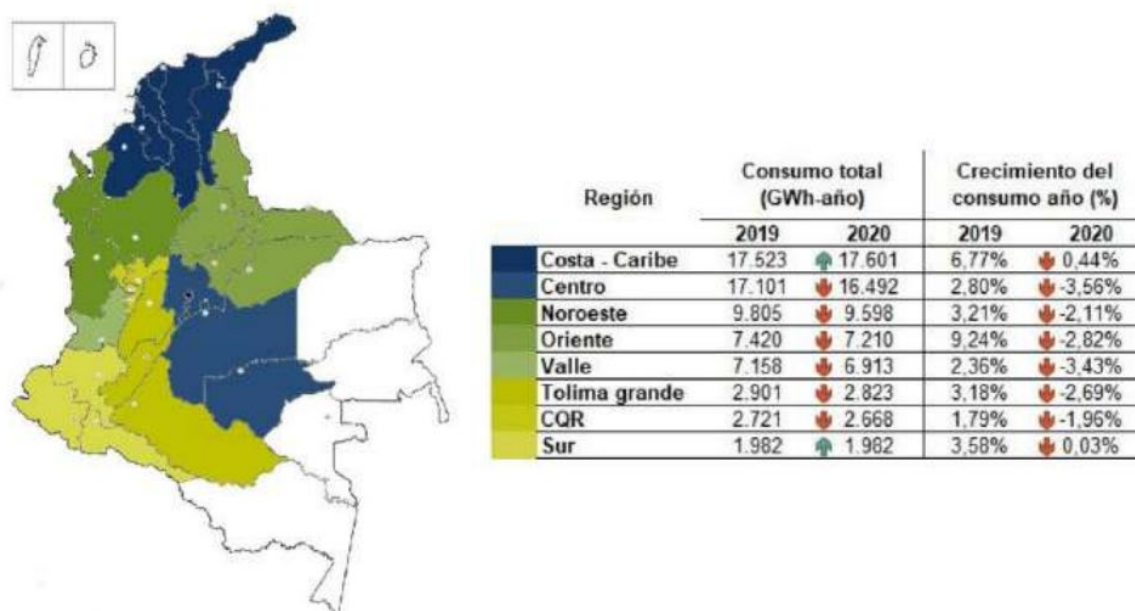 Región Consumo total (GWh-año) Crecimiento del consumo año (%)
2019 2020 2019 2020
Costa - Caribe 17.523 17.601 6,77% 0,44%
Centro 17.101 16.492 2,80% -3,56%
Noroeste 9.805 9.598 3,21% -2,11%
Oriente 7.420 7.210 9,24% -2,82%
Valle 7.158 6.913 2,36% -3,43%
Tolima grande 2.901 2.823 3,18% -2,69%
CQR 2.721 2.668 1,79% -1,96%
Sur 1.982 1.982 3,58% 0,03%